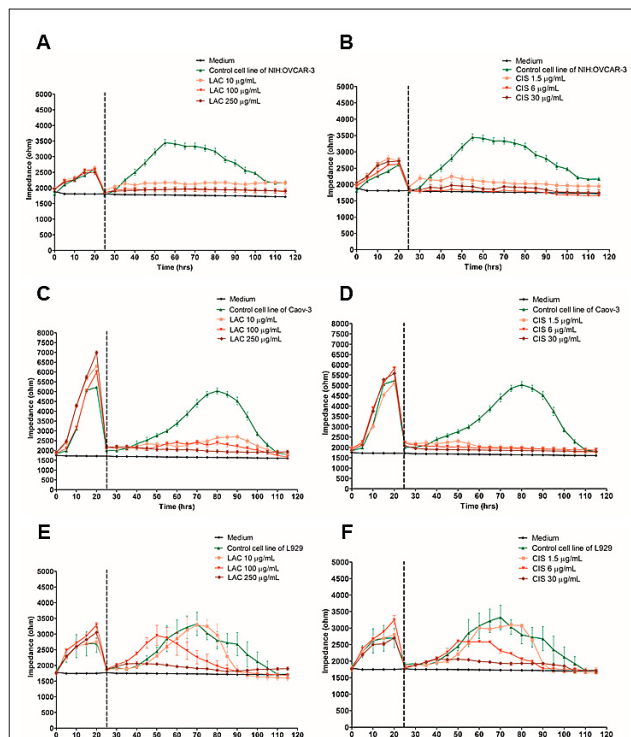 A
Medium
Control cell line of NIH:OVCAR-3
LAC 10 µg/mL
LAC 100 µg/mL
LAC 250 µg/mL
Impedance (ohm)
5000
4500
4000
3500
3000
2500
2000
1500
1000
500
0
0 10 20 30 40 50 60 70 80 90 100 110 120
Time (hrs)
B
Medium
Control cell line of NIH:OVCAR-3
CIS 1.5 µg/mL
CIS 6 µg/mL
CIS 30 µg/mL
Impedance (ohm)
5000
4500
4000
3500
3000
2500
2000
1500
1000
500
0
0 10 20 30 40 50 60 70 80 90 100 110 120
Time (hrs)
C
Medium
Control cell line of Caov-3
LAC 10 µg/mL
LAC 100 µg/mL
LAC 250 µg/mL
Impedance (ohm)
8000
7500
7000
6500
6000
5500
5000
4500
4000
3500
3000
2500
2000
1500
1000
500
0
0 10 20 30 40 50 60 70 80 90 100 110 120
Time (hrs)
D
Medium
Control cell line of Caov-3
CIS 1.5 µg/mL
CIS 6 µg/mL
CIS 30 µg/mL
Impedance (ohm)
8000
7500
7000
6500
6000
5500
5000
4500
4000
3500
3000
2500
2000
1500
1000
500
0
0 10 20 30 40 50 60 70 80 90 100 110 120
Time (hrs)
E
Medium
Control cell line of L929
LAC 10 µg/mL
LAC 100 µg/mL
LAC 250 µg/mL
Impedance (ohm)
5000
4500
4000
3500
3000
2500
2000
1500
1000
500
0
0 10 20 30 40 50 60 70 80 90 100 110 120
Time (hrs)
F
Medium
Control cell line of L929
CIS 1.5 µg/mL
CIS 6 µg/mL
CIS 30 µg/mL
Impedance (ohm)
5000
4500
4000
3500
3000
2500
2000
1500
1000
500
0
0 10 20 30 40 50 60 70 80 90 100 110 120
Time (hrs)